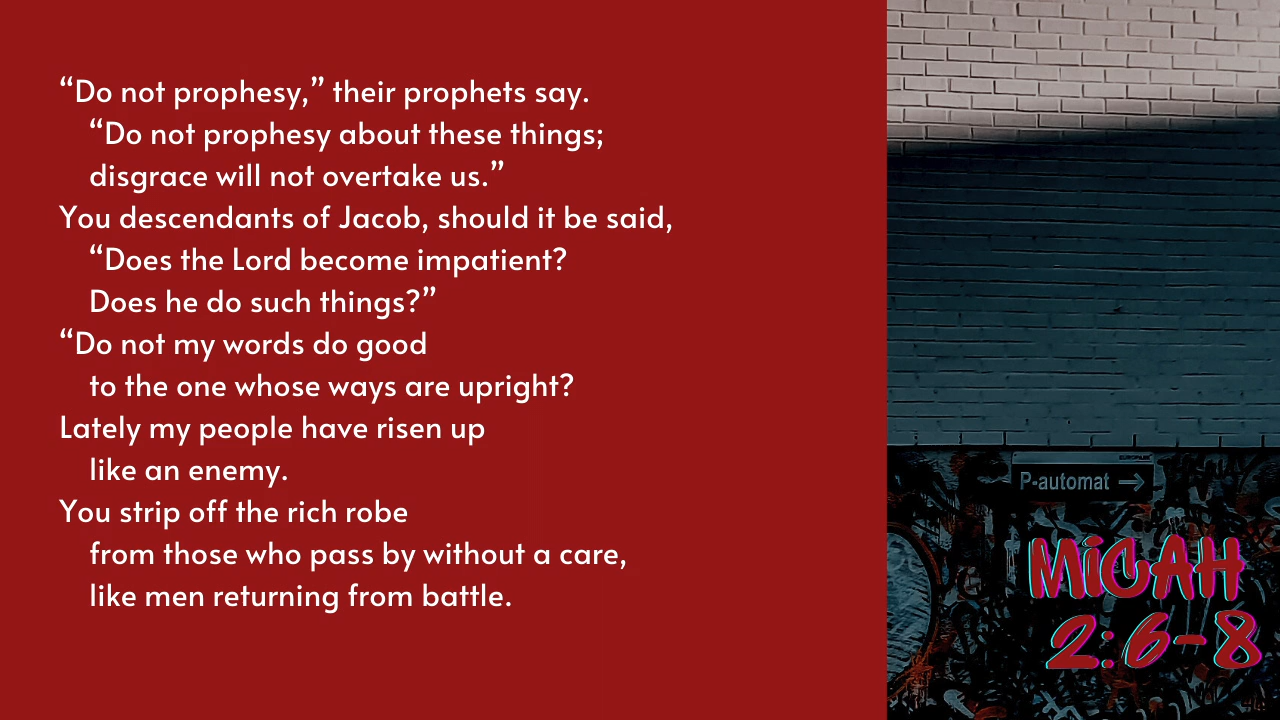 “Do not prophesy,” their prophets say.
“Do not prophesy about these things;
disgrace will not overtake us.”
You descendants of Jacob, should it be said,
“Does the Lord become impatient?
Does he do such things?”
“Do not my words do good
to the one whose ways are upright?
Lately my people have risen up
like an enemy.
You strip off the rich robe
from those who pass by without a care,
like men returning from battle.
P-automat →
MiCAH
2:6-8